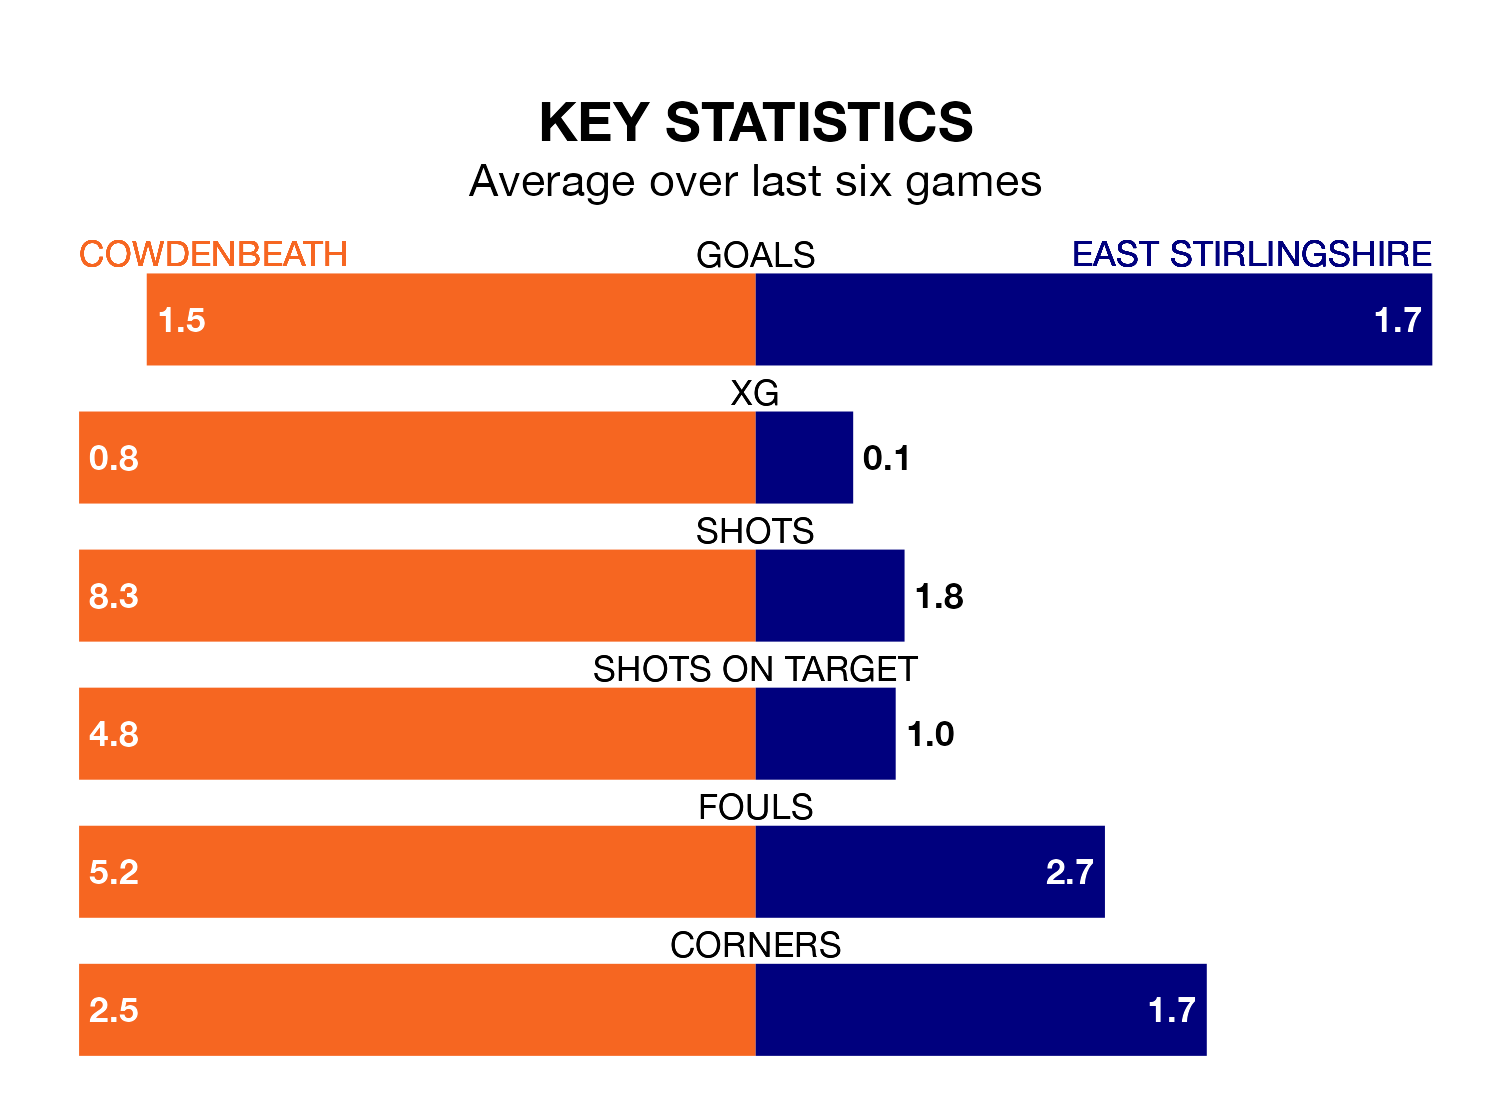 KEY STATISTICS
Average over last six games
COWDENBEATH GOALS EAST STIRLINGSHIRE
1.5 1.7
XG
0.8 0.1
SHOTS
8.3 1.8
SHOTS ON TARGET
4.8 1.0
FOULS
5.2 2.7
CORNERS
2.5 1.7